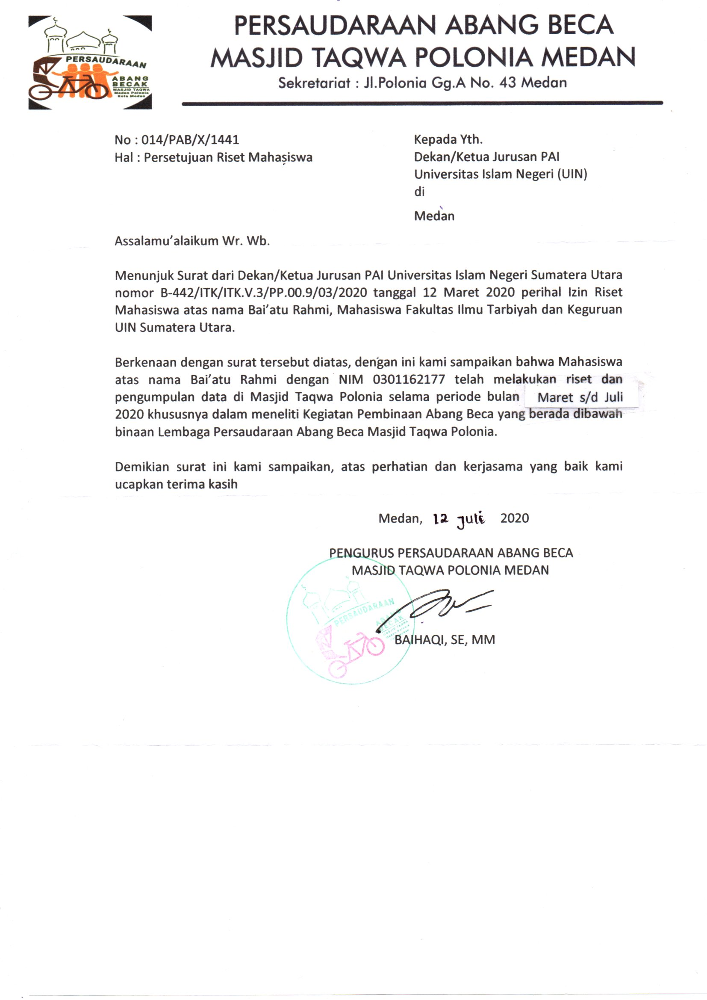 PERSAUDARAAN ABANG BECA
MASJID TAQWA POLONIA MEDAN
Sekretariat : Jl.Polonia Gg.A No. 43 Medan
PERSAUDARAAN
ABANG
BECAK
MASJID TAQWA
Medan Polonia
Kota Medan
No : 014/PAB/X/1441
Hal : Persetujuan Riset Mahasiswa
Kepada Yth.
Dekan/Ketua Jurusan PAI
Universitas Islam Negeri (UIN)
di
Medan
Assalamu’alaikum Wr. Wb.
Menunjuk Surat dari Dekan/Ketua Jurusan PAI Universitas Islam Negeri Sumatera Utara
nomor B-442/ITK/ITK.V.3/PP.00.9/03/2020 tanggal 12 Maret 2020 perihal Izin Riset
Mahasiswa atas nama Bai’atu Rahmi, Mahasiswa Fakultas Ilmu Tarbiyah dan Keguruan
UIN Sumatera Utara.
Berkenaan dengan surat tersebut diatas, dengan ini kami sampaikan bahwa Mahasiswa
atas nama Bai’atu Rahmi dengan NIM 0301162177 telah melakukan riset dan
pengumpulan data di Masjid Taqwa Polonia selama periode bulan Maret s/d Juli
2020 khususnya dalam meneliti Kegiatan Pembinaan Abang Beca yang berada dibawah
binaan Lembaga Persaudaraan Abang Beca Masjid Taqwa Polonia.
Demikian surat ini kami sampaikan, atas perhatian dan kerjasama yang baik kami
ucapkan terima kasih
Medan, 12 Juli 2020
PENGURUS PERSAUDARAAN ABANG BECA
MASJID TAQWA POLONIA MEDAN
PERSAUDARAAN
ABANG
BECAK
MASJID TAQWA
Medan Polonia
BAIHAQI, SE, MM